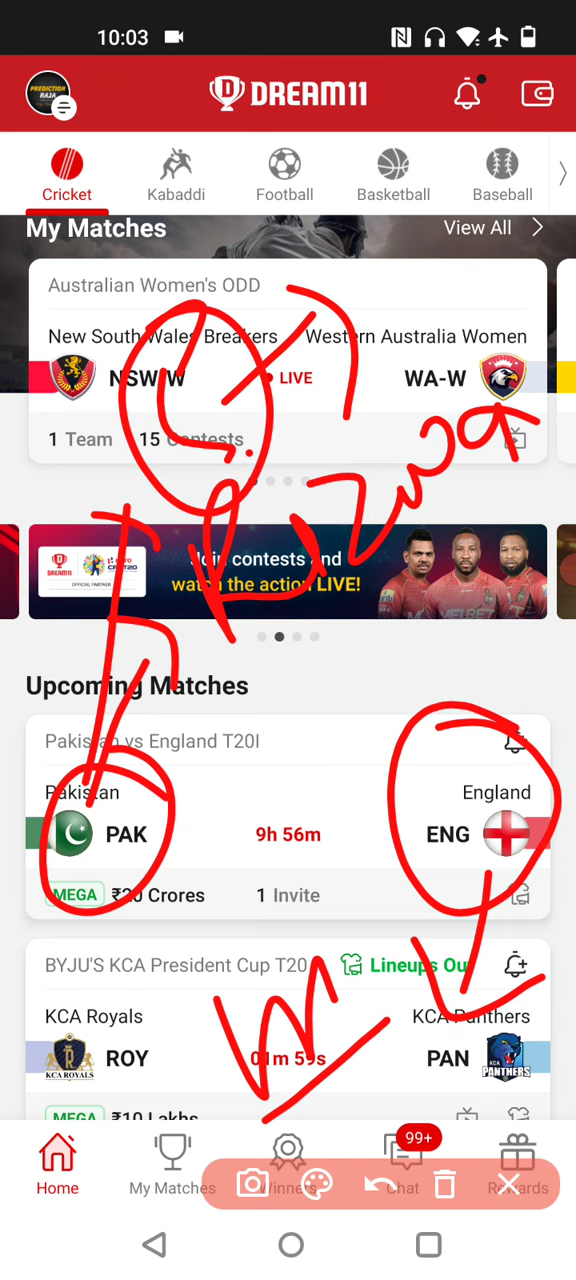 10:03
PREDICTION
RAJA
DREAM11
Cricket Kabaddi Football Basketball Baseball
My Matches View All
Australian Women's ODD
New South Wales Breakers Western Australia Women
NSW-W LIVE WA-W
1 Team 15 Contests
DREAM11 HERO CPLT20
OFFICIAL PARTNER
Join contests and
watch the action LIVE!
Upcoming Matches
Pakistan vs England T20I
Pakistan England
PAK 9h 56m ENG
MEGA ₹20 Crores 1 Invite
BYJU'S KCA President Cup T20 Lineups Out
KCA Royals KCA Panthers
ROY 01m 59s PAN
KCA ROYALS KCA PANTHERS
MEGA ₹10 Lakhs
99+
Home My Matches Winners Chat Rewards